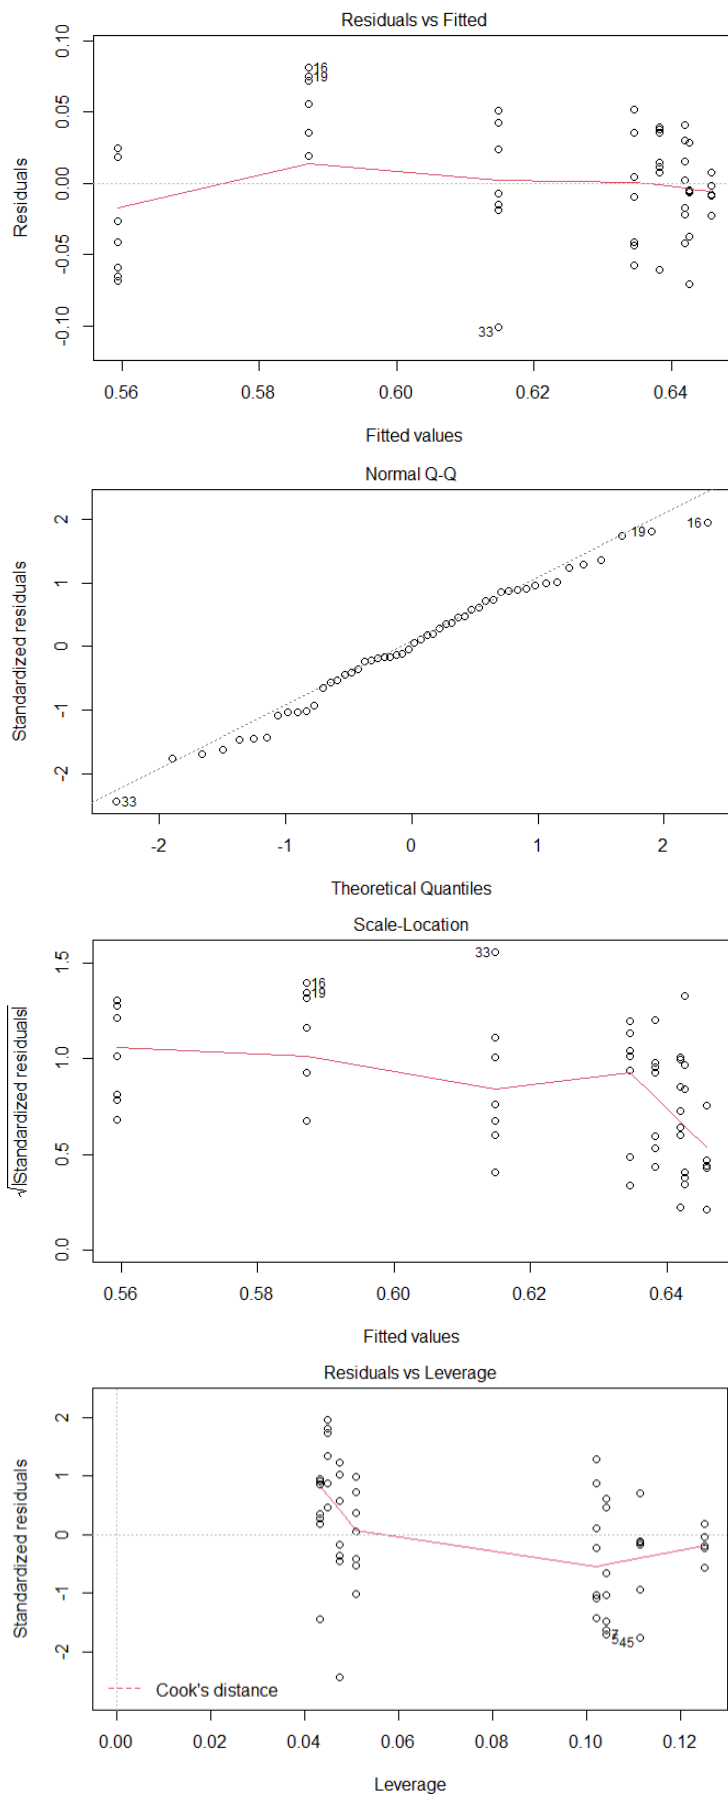 Residuals vs Fitted
0.10
0.05
0.00
-0.05
-0.10
Residuals
16
19
33
0.56 0.58 0.60 0.62 0.64
Fitted values
Normal Q-Q
2
1
0
-1
-2
Standardized residuals
19
16
33
-2 -1 0 1 2
Theoretical Quantiles
Scale-Location
1.5
1.0
0.5
0.0
√|Standardized residuals|
33
16
19
0.56 0.58 0.60 0.62 0.64
Fitted values
Residuals vs Leverage
2
1
0
-1
-2
Standardized residuals
7
5
45
Cook's distance
0.00 0.02 0.04 0.06 0.08 0.10 0.12
Leverage